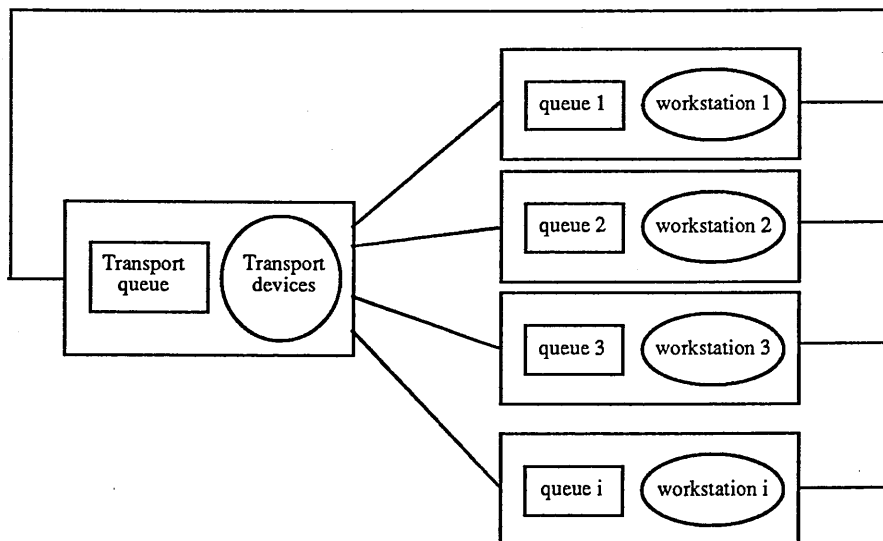 queue 1
workstation 1
queue 2
workstation 2
Transport
queue
Transport
devices
queue 3
workstation 3
queue i
workstation i